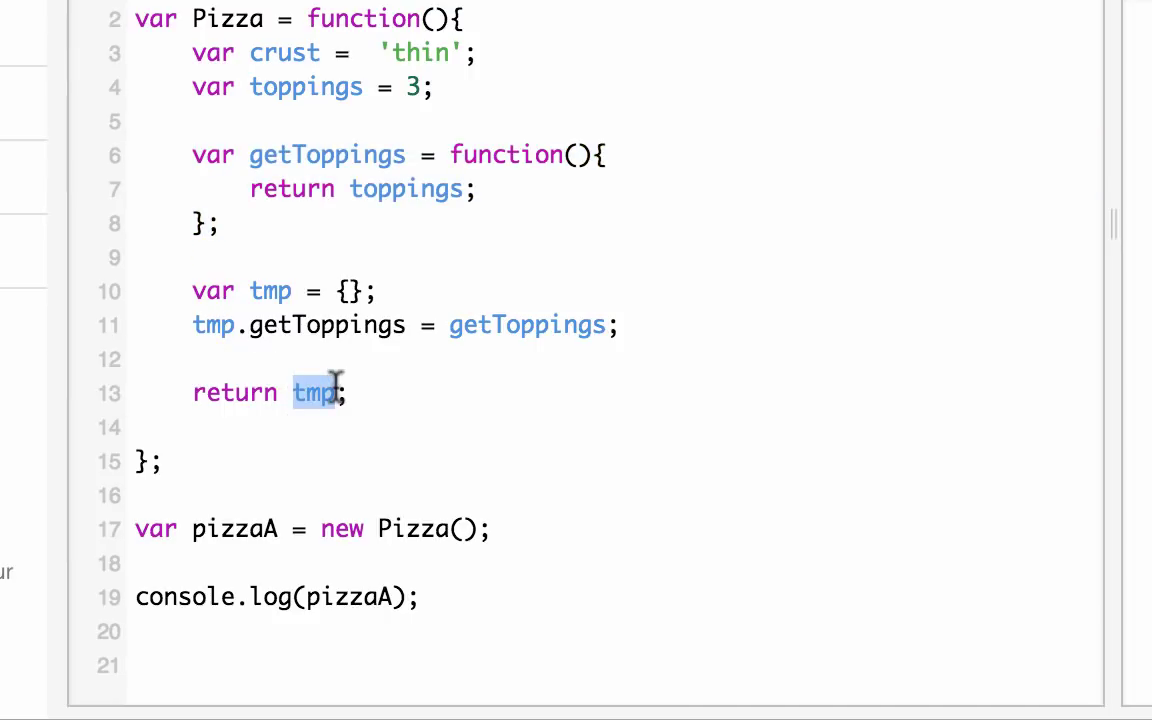 2 var Pizza = function(){
3 var crust =  'thin';
4 var toppings = 3;
5
6 var getToppings = function(){
7 return toppings;
8 };
9
10 var tmp = {};
11 tmp.getToppings = getToppings;
12
13 return tmp;
14
15 };
16
17 var pizzaA = new Pizza();
18
ur
19 console.log(pizzaA);
20
21